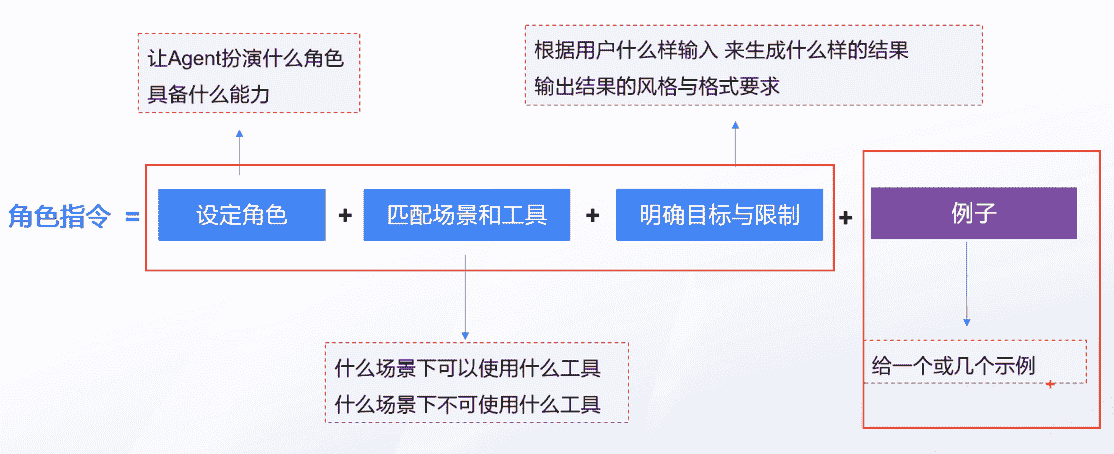 让Agent扮演什么角色
具备什么能力
根据用户什么样输入 来生成什么样的结果
输出结果的风格与格式要求
角色指令 = 设定角色 + 匹配场景和工具 + 明确目标与限制 + 例子
什么场景下可以使用什么工具
什么场景下不可使用什么工具
给一个或几个示例